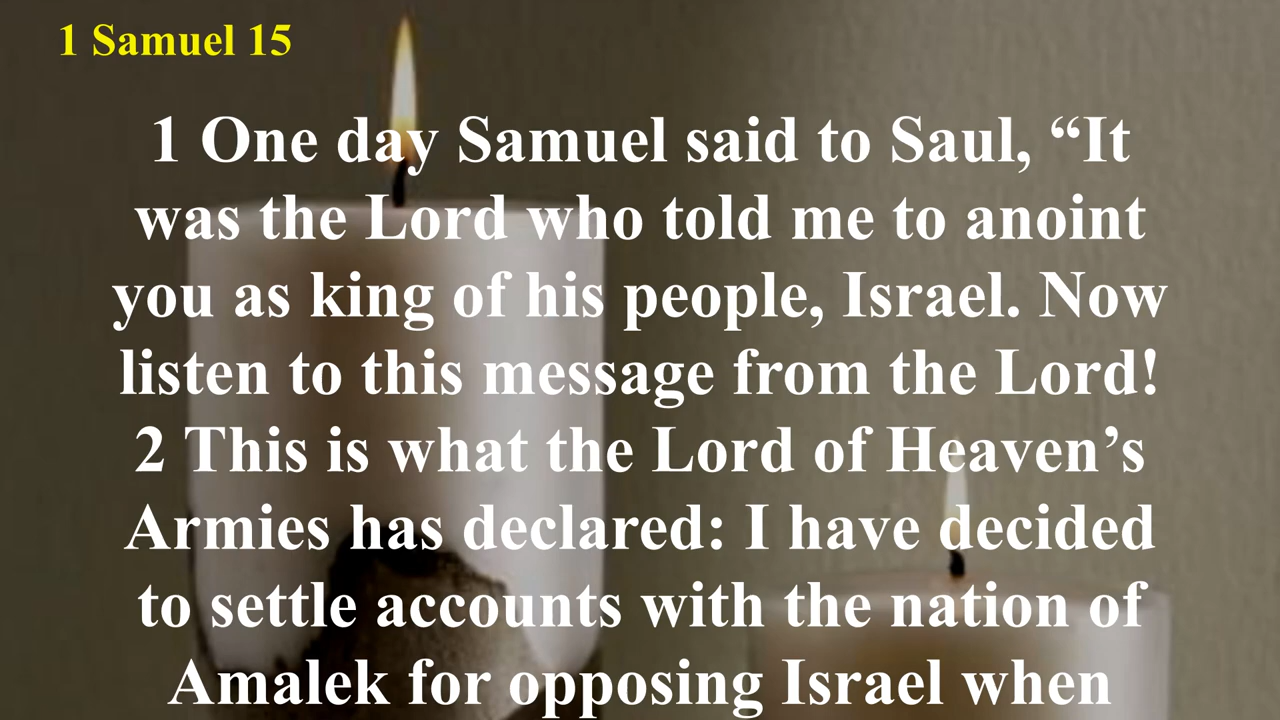 1 Samuel 15
1 One day Samuel said to Saul, “It
was the Lord who told me to anoint
you as king of his people, Israel. Now
listen to this message from the Lord!
2 This is what the Lord of Heaven’s
Armies has declared: I have decided
to settle accounts with the nation of
Amalek for opposing Israel when